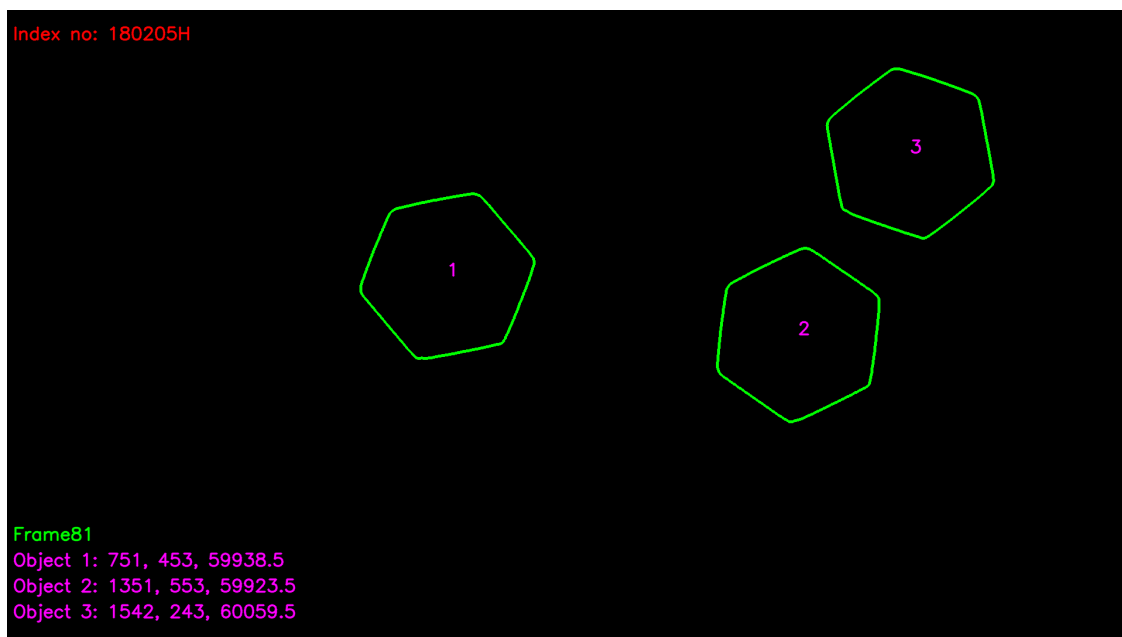 Index no: 180205H
3
1
2
Frame81
Object 1: 751, 453, 59938.5
Object 2: 1351, 553, 59923.5
Object 3: 1542, 243, 60059.5